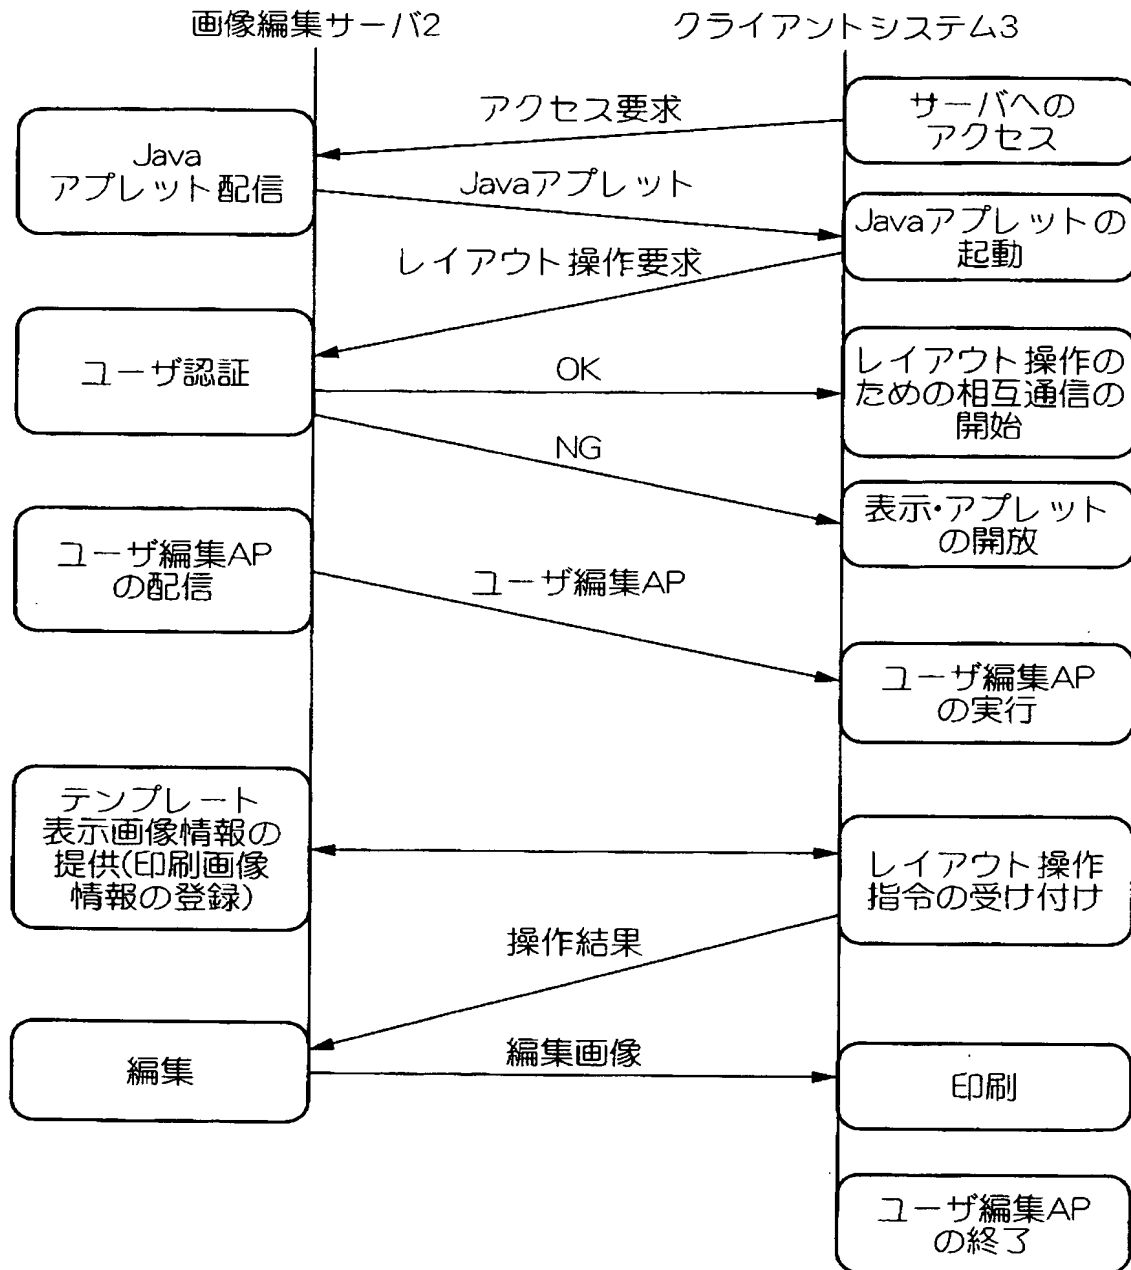 画像編集サーバ2
クライアントシステム3
アクセス要求
サーバへの
アクセス
Java
アプレット配信
Javaアプレット
Javaアプレットの
起動
レイアウト操作要求
ユーザ認証
OK
レイアウト操作の
ための相互通信の
開始
NG
表示・アプレット
の開放
ユーザ編集AP
の配信
ユーザ編集AP
ユーザ編集AP
の実行
テンプレート
表示画像情報の
提供(印刷画像
情報の登録)
レイアウト操作
指令の受け付け
操作結果
編集
編集画像
印刷
ユーザ編集AP
の終了